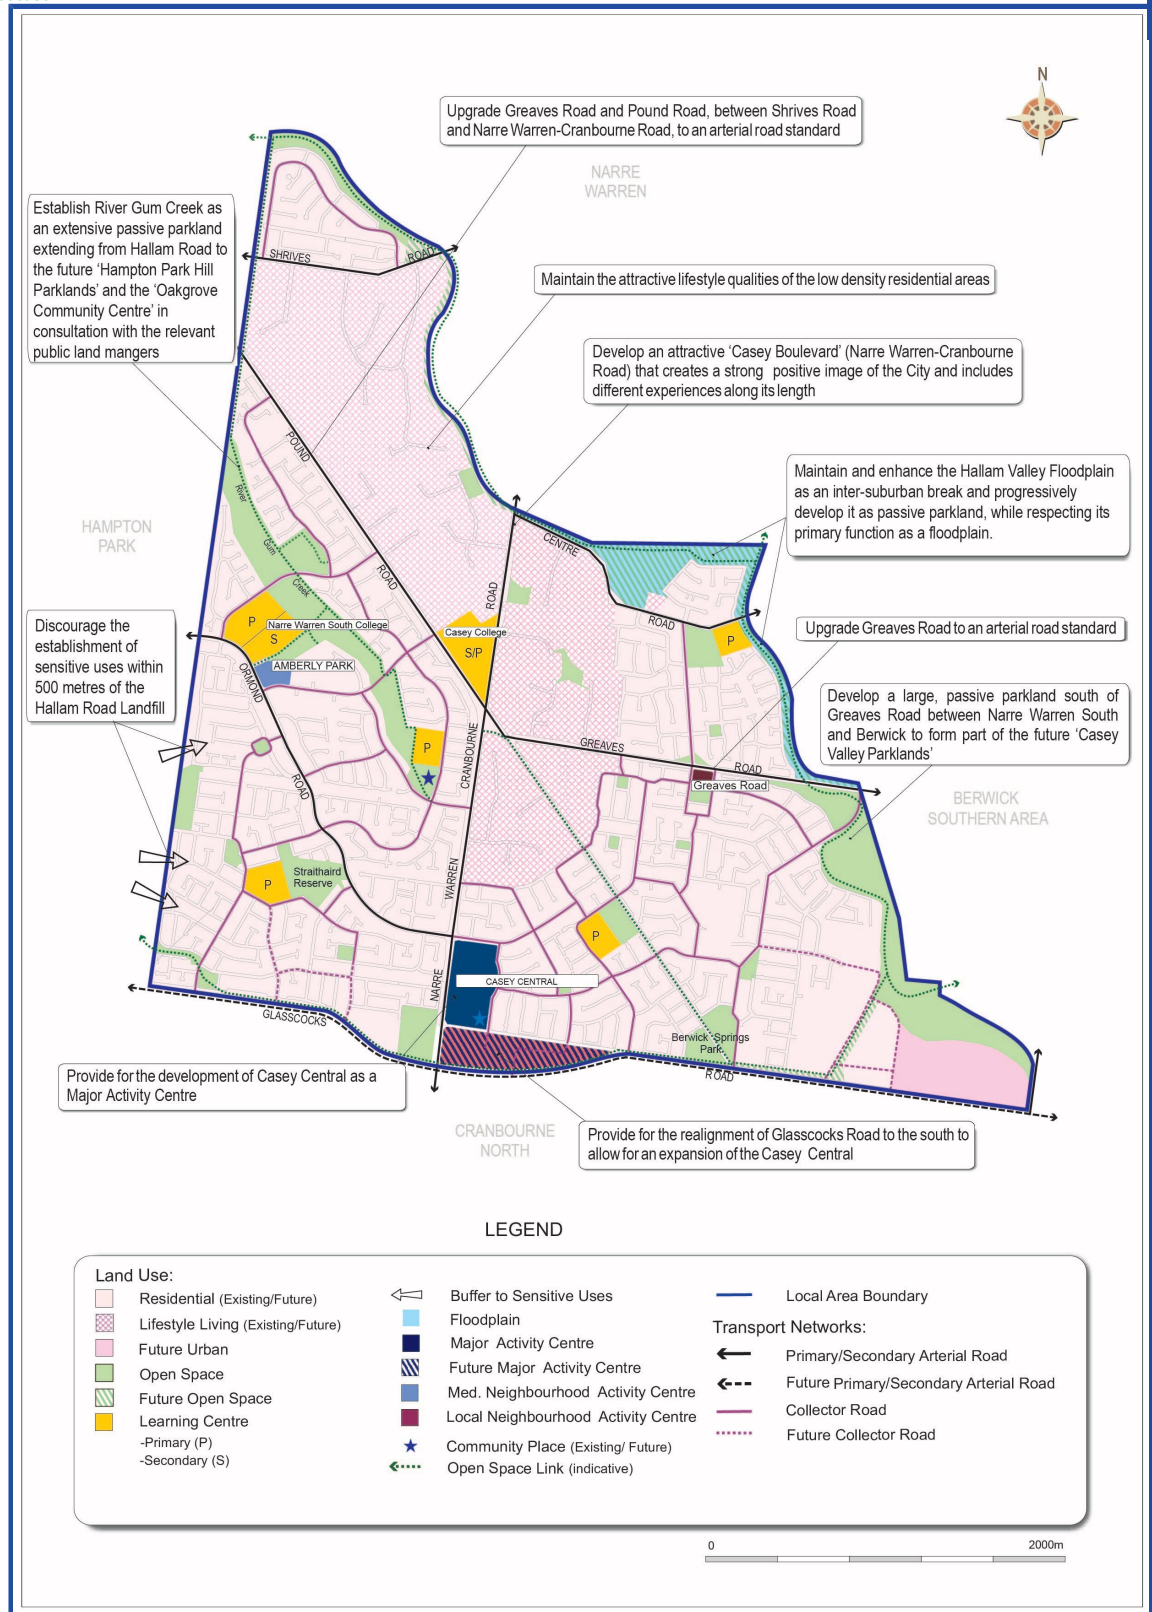 N
Upgrade Greaves Road and Pound Road, between Shrives Road
and Narre Warren-Cranbourne Road, to an arterial road standard
NARRE
WARREN
Establish River Gum Creek as
an extensive passive parkland
extending from Hallam Road to
the future ‘Hampton Park Hill
Parklands’ and the ‘Oakgrove
Community Centre’ in
consultation with the relevant
public land mangers
SHRIVES
ROAD
Maintain the attractive lifestyle qualities of the low density residential areas
Develop an attractive ‘Casey Boulevard’ (Narre Warren-Cranbourne
Road) that creates a strong positive image of the City and includes
different experiences along its length
POUND
Maintain and enhance the Hallam Valley Floodplain
as an inter-suburban break and progressively
develop it as passive parkland, while respecting its
primary function as a floodplain.
River
HAMPTON
PARK
CENTRE
Gum
ROAD
Creek
ROAD
Discourage the
establishment of
sensitive uses within
500 metres of the
Hallam Road Landfill
P
S
Narre Warren South College
Casey College
S/P
ROAD
P
Upgrade Greaves Road to an arterial road standard
AMBERLY PARK
ORMOND
Develop a large, passive parkland south of
Greaves Road between Narre Warren South
and Berwick to form part of the future ‘Casey
Valley Parklands’
P
CRANBOURNE
GREAVES
ROAD
Greaves Road
ROAD
BERWICK
SOUTHERN AREA
P
Straithaird
Reserve
WARREN
P
NARRE
CASEY CENTRAL
GLASSCOCKS
Berwick Springs
Park
ROAD
Provide for the development of Casey Central as a
Major Activity Centre
CRANBOURNE
NORTH
Provide for the realignment of Glasscocks Road to the south to
allow for an expansion of the Casey Central
LEGEND
Land Use:
Residential (Existing/Future)
Lifestyle Living (Existing/Future)
Future Urban
Open Space
Future Open Space
Learning Centre
-Primary (P)
-Secondary (S)
Buffer to Sensitive Uses
Floodplain
Major Activity Centre
Future Major Activity Centre
Med. Neighbourhood Activity Centre
Local Neighbourhood Activity Centre
Community Place (Existing/ Future)
Open Space Link (indicative)
Local Area Boundary
Transport Networks:
Primary/Secondary Arterial Road
Future Primary/Secondary Arterial Road
Collector Road
Future Collector Road
0
2000m